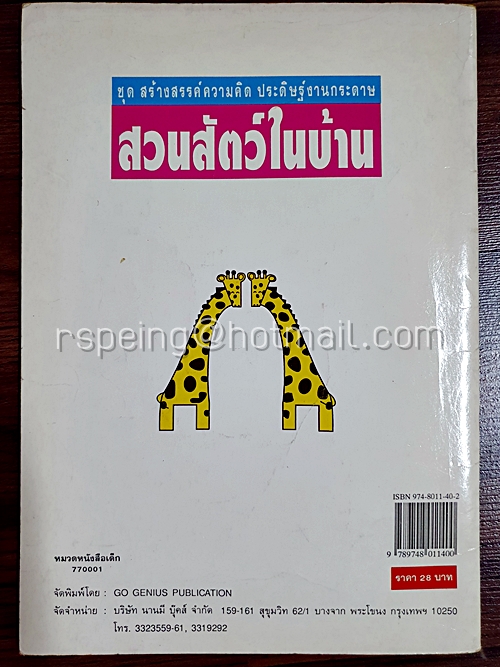 ชุด สร้างสรรค์ความคิด ประดิษฐ์งานกระดาษ
สวนสัตว์ในบ้าน
rspeing@hotmail.com
ISBN 974-8011-40-2
9 789748 011400
หมวดหนังสือเด็ก
770001
ราคา 28 บาท
จัดพิมพ์โดย : GO GENIUS PUBLICATION
จัดจำหน่าย : บริษัท นานมี บุ๊คส์ จำกัด 159-161 สุขุมวิท 62/1 บางจาก พระโขนง กรุงเทพฯ 10250
โทร. 3323559-61, 3319292